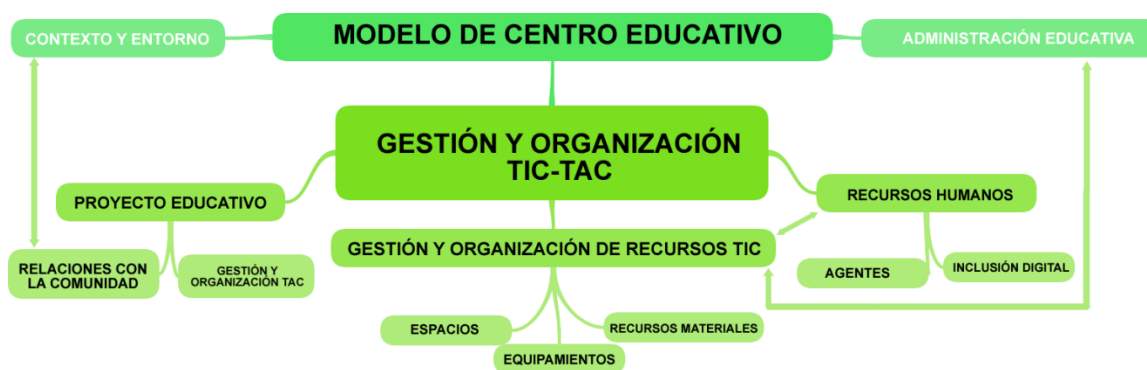 CONTEXTO Y ENTORNO
MODELO DE CENTRO EDUCATIVO
ADMINISTRACIÓN EDUCATIVA
GESTIÓN Y ORGANIZACIÓN
TIC-TAC
PROYECTO EDUCATIVO
RECURSOS HUMANOS
GESTIÓN Y ORGANIZACIÓN DE RECURSOS TIC
RELACIONES CON
LA COMUNIDAD
GESTIÓN Y
ORGANIZACIÓN TAC
AGENTES
INCLUSIÓN DIGITAL
ESPACIOS
RECURSOS MATERIALES
EQUIPAMIENTOS